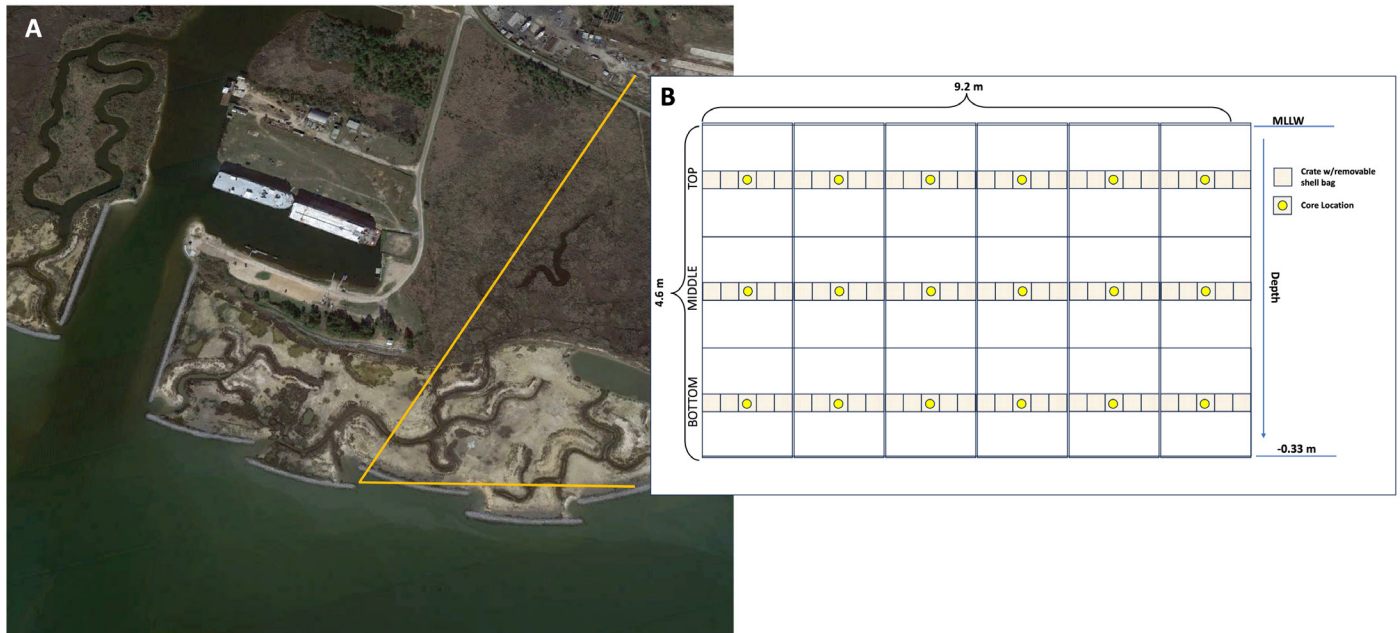 A
B
9.2 m
MLLW
TOP
Crate w/removable
shell bag
Core Location
MIDDLE
4.6 m
Depth
BOTTOM
-0.33 m